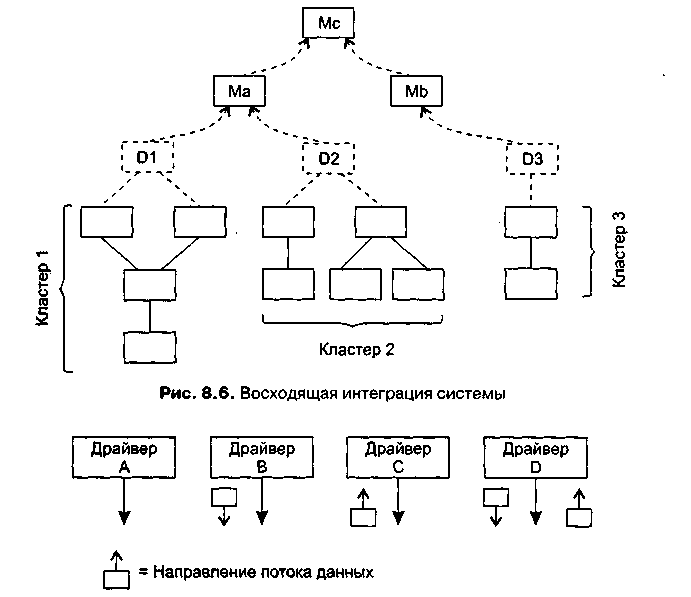 Mc
Ma
Mb
D1
D2
D3
Кластер 1
Кластер 3
Кластер 2
Рис. 8.6. Восходящая интеграция системы
Драйвер
A
Драйвер
B
Драйвер
C
Драйвер
D
= Направление потока данных